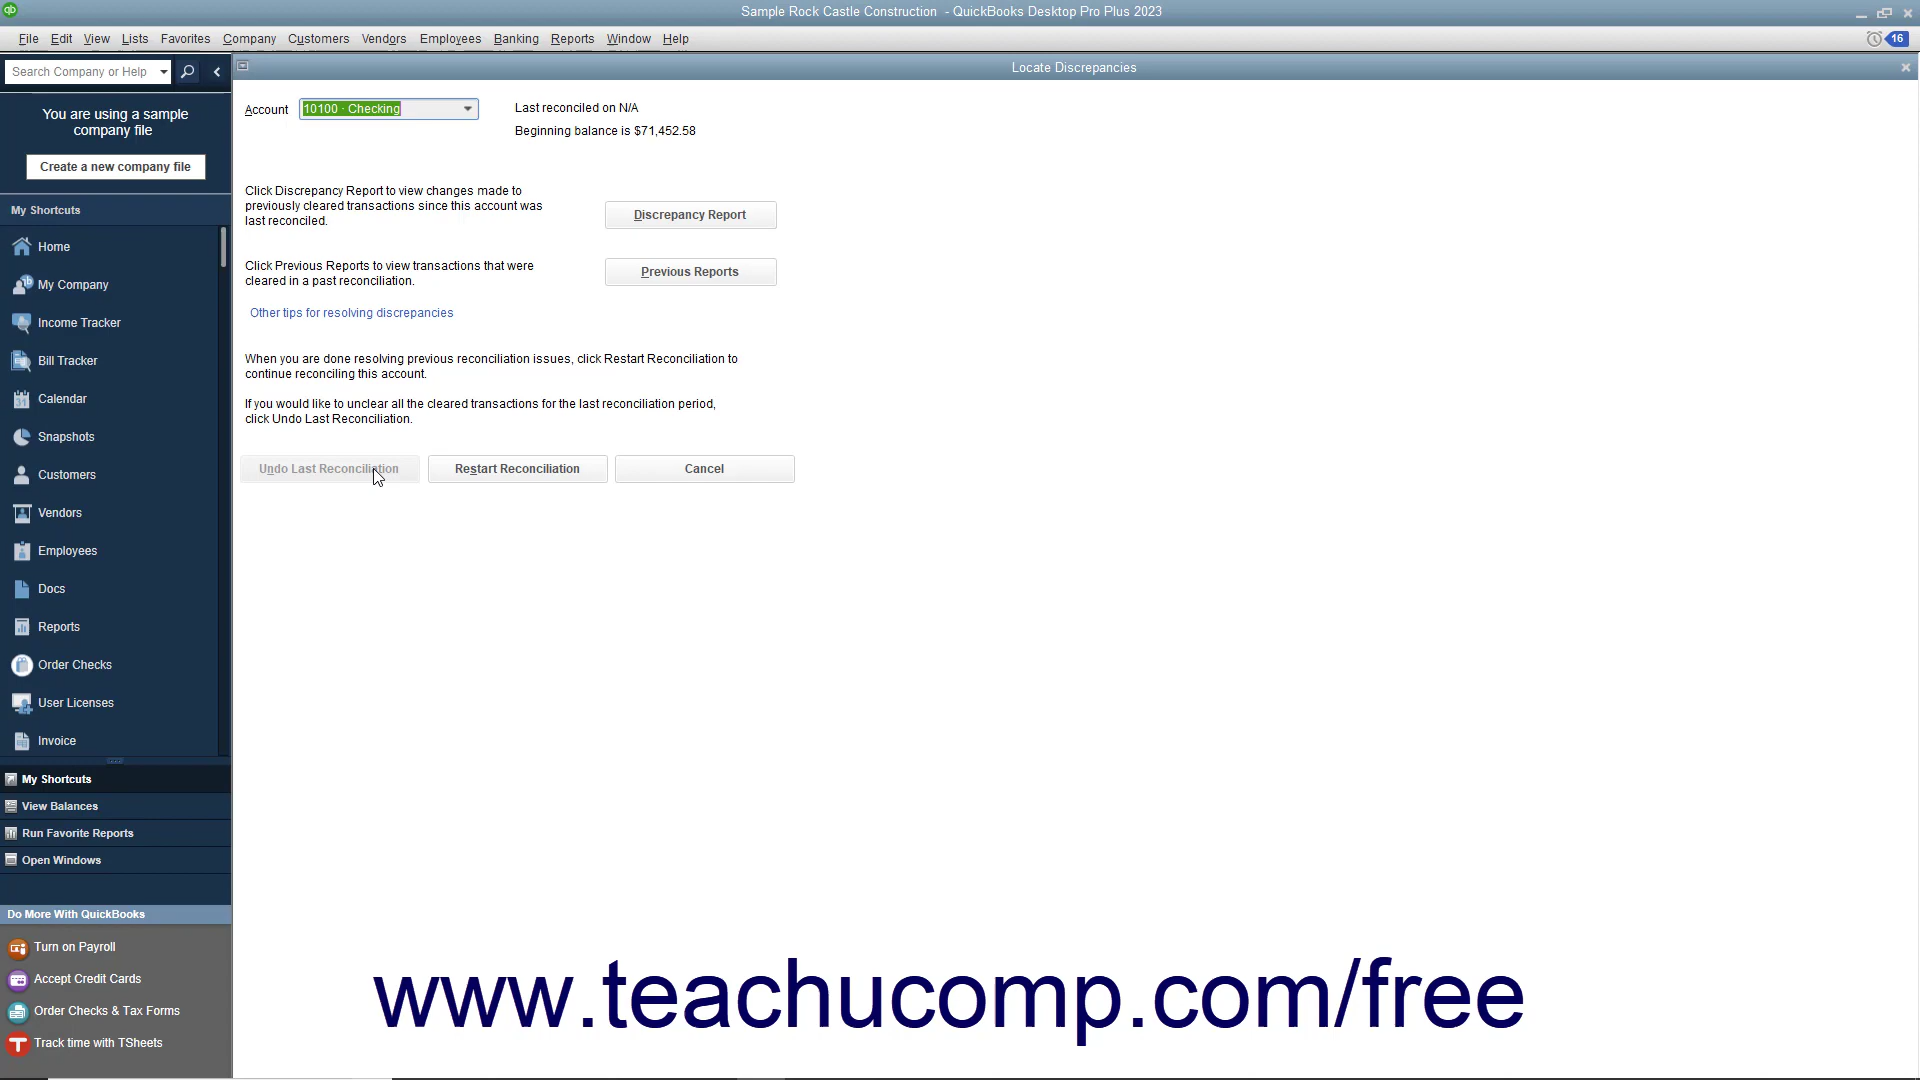 Sample Rock Castle Construction - QuickBooks Desktop Pro Plus 2023
File Edit View Lists Favorites Company Customers Vendors Employees Banking Reports Window Help
16
Search Company or Help
Locate Discrepancies
You are using a sample
company file
Create a new company file
My Shortcuts
Home
My Company
Income Tracker
Bill Tracker
Calendar
Snapshots
Customers
Vendors
Employees
Docs
Reports
Order Checks
User Licenses
Invoice
My Shortcuts
View Balances
Run Favorite Reports
Open Windows
Do More With QuickBooks
Turn on Payroll
Accept Credit Cards
Order Checks & Tax Forms
Track time with TSheets
Account
10100 · Checking
Last reconciled on N/A
Beginning balance is $71,452.58
Click Discrepancy Report to view changes made to
previously cleared transactions since this account was
last reconciled.
Discrepancy Report
Click Previous Reports to view transactions that were
cleared in a past reconciliation.
Previous Reports
Other tips for resolving discrepancies
When you are done resolving previous reconciliation issues, click Restart Reconciliation to
continue reconciling this account.
If you would like to unclear all the cleared transactions for the last reconciliation period,
click Undo Last Reconciliation.
Undo Last Reconciliation
Restart Reconciliation
Cancel
www.teachucomp.com/free